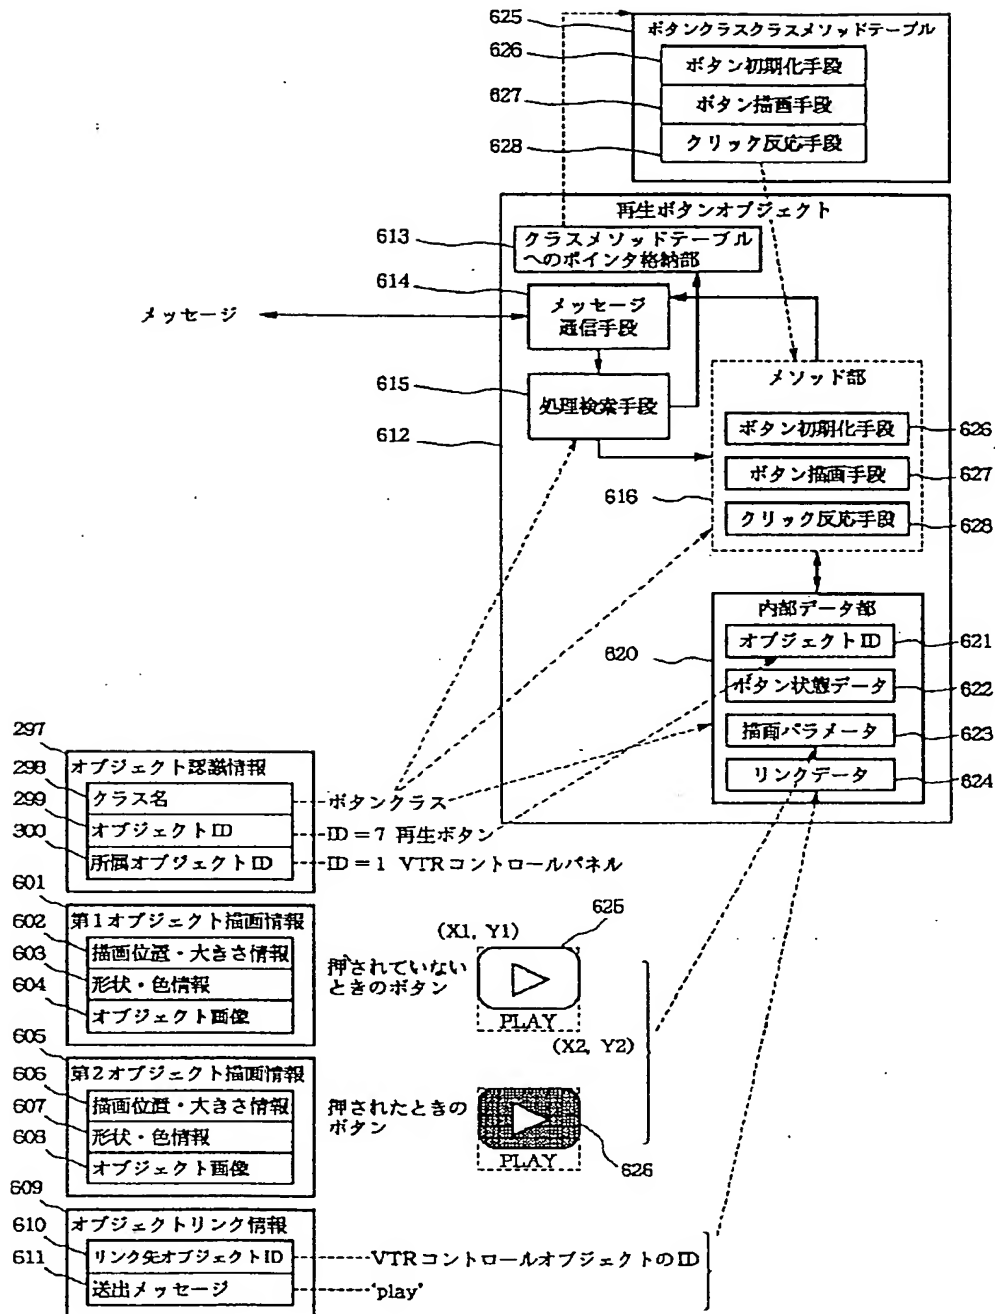 625
ボタンクラスクラスメソッドテーブル
626
ボタン初期化手段
627
ボタン描画手段
628
クリック反応手段
再生ボタンオブジェクト
613
クラスメソッドテーブル
へのポインタ格納部
614
メッセージ
メッセージ
通信手段
615
処理検索手段
612
メソッド部
ボタン初期化手段
626
ボタン描画手段
627
616
クリック反応手段
628
内部データ部
620
オブジェクトID
621
ボタン状態データ
622
描画パラメータ
623
リンクデータ
624
297
オブジェクト認識情報
298
クラス名
ボタンクラス
299
オブジェクトID
ID=7 再生ボタン
300
所属オブジェクトID
ID=1 VTRコントロールパネル
601
第1オブジェクト描画情報
602
描画位置・大きさ情報
603
形状・色情報
604
オブジェクト画像
押されていない
ときのボタン
(X1, Y1)
625
PLAY
(X2, Y2)
605
第2オブジェクト描画情報
606
描画位置・大きさ情報
607
形状・色情報
608
オブジェクト画像
押されたときの
ボタン
PLAY
626
609
オブジェクトリンク情報
610
リンク先オブジェクトID
VTRコントロールオブジェクトのID
611
送出メッセージ
'play'